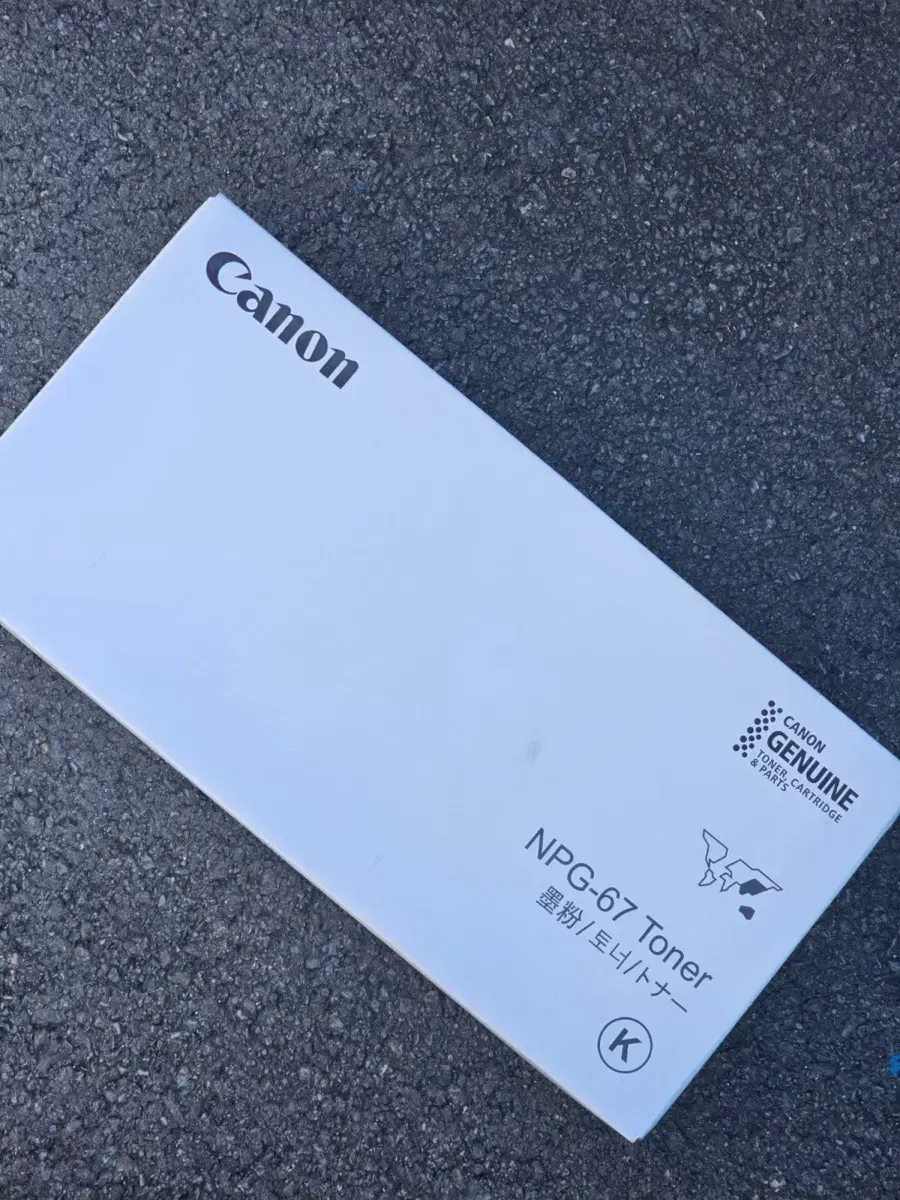 Canon
CANON
GENUINE
TONER, CARTRIDGE
& PARTS
NPG-67 Toner
墨粉/토너/トナー
K